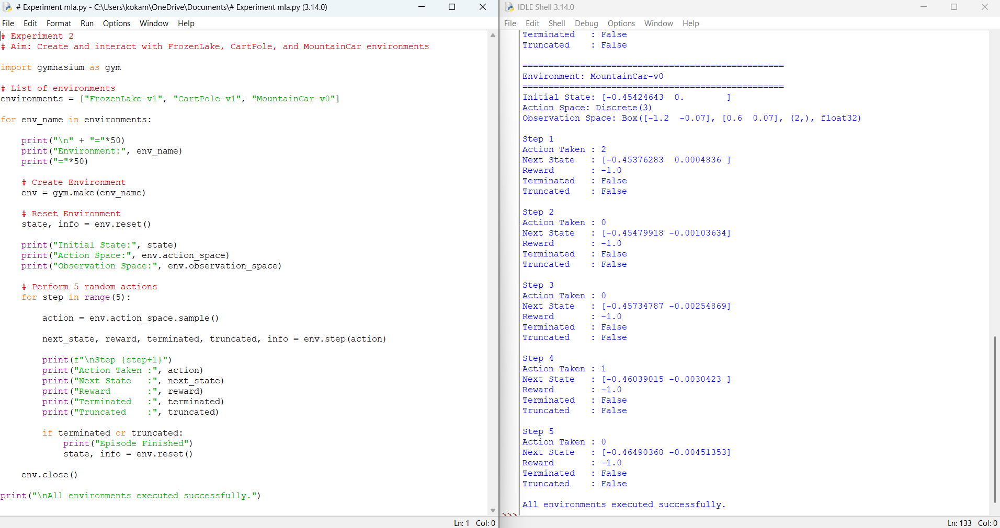 # Experiment mla.py - C:\Users\kokam\OneDrive\Documents\# Experiment mla.py (3.14.0)
File Edit Format Run Options Window Help
# Experiment 2
# Aim: Create and interact with FrozenLake, CartPole, and MountainCar environments

import gymnasium as gym

# List of environments
environments = ["FrozenLake-v1", "CartPole-v1", "MountainCar-v0"]

for env_name in environments:

    print("\n" + "="*50)
    print("Environment:", env_name)
    print("="*50)

    # Create Environment
    env = gym.make(env_name)

    # Reset Environment
    state, info = env.reset()

    print("Initial State:", state)
    print("Action Space:", env.action_space)
    print("Observation Space:", env.observation_space)

    # Perform 5 random actions
    for step in range(5):

        action = env.action_space.sample()

        next_state, reward, terminated, truncated, info = env.step(action)

        print(f"\nStep {step+1}")
        print("Action Taken :", action)
        print("Next State   :", next_state)
        print("Reward       :", reward)
        print("Terminated   :", terminated)
        print("Truncated    :", truncated)

        if terminated or truncated:
            print("Episode Finished")
            state, info = env.reset()

    env.close()

print("\nAll environments executed successfully.")
Ln: 1 Col: 0
IDLE Shell 3.14.0
File Edit Shell Debug Options Window Help
Terminated   : False
Truncated    : False

==================================================
Environment: MountainCar-v0
==================================================
Initial State: [-0.45424643  0.        ]
Action Space: Discrete(3)
Observation Space: Box([-1.2  -0.07], [0.6  0.07], (2,), float32)

Step 1
Action Taken : 2
Next State   : [-0.45376283  0.0004836 ]
Reward       : -1.0
Terminated   : False
Truncated    : False

Step 2
Action Taken : 0
Next State   : [-0.45479918 -0.00103634]
Reward       : -1.0
Terminated   : False
Truncated    : False

Step 3
Action Taken : 0
Next State   : [-0.45734787 -0.00254869]
Reward       : -1.0
Terminated   : False
Truncated    : False

Step 4
Action Taken : 1
Next State   : [-0.46039015 -0.0030423 ]
Reward       : -1.0
Terminated   : False
Truncated    : False

Step 5
Action Taken : 0
Next State   : [-0.46490368 -0.00451353]
Reward       : -1.0
Terminated   : False
Truncated    : False

All environments executed successfully.
>>>
Ln: 133 Col: 0